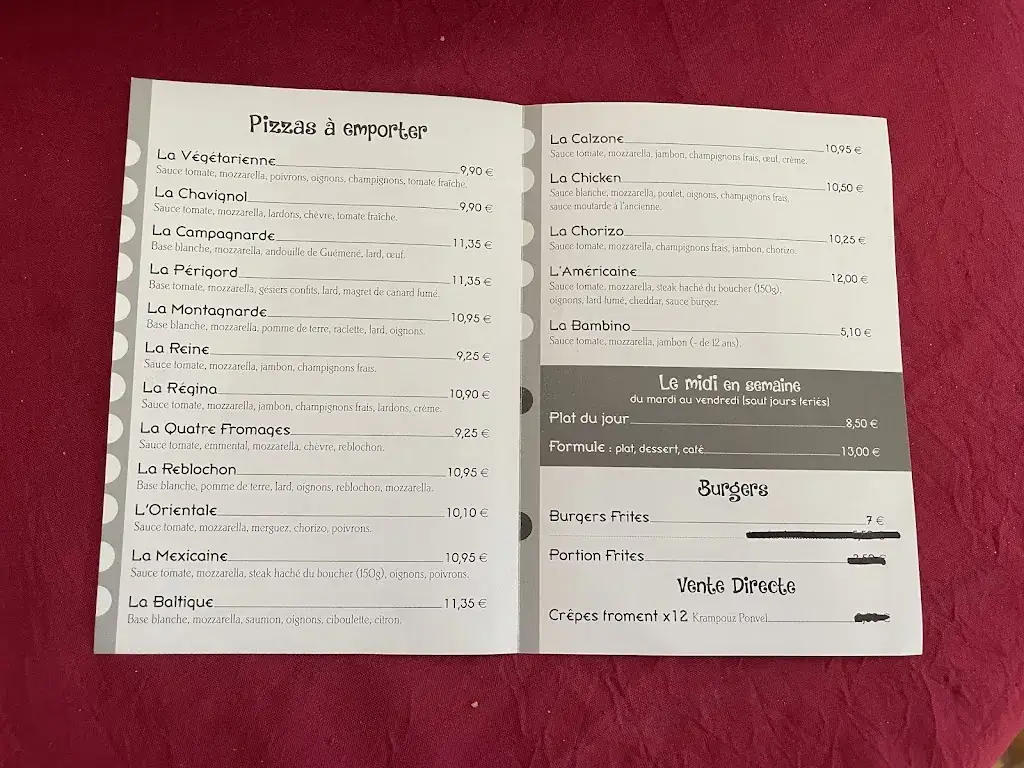 Pizzas à emporter
La Végétarienne 9,90 €
Sauce tomate, mozzarella, poivrons, oignons, champignons, tomate fraîche.
La Chavignol 9,90 €
Sauce tomate, mozzarella, lardons, chèvre, tomate fraîche.
La Campagnarde 11,35 €
Base blanche, mozzarella, andouille de Guémené, lard, œuf.
La Périgord 11,35 €
Base tomate, mozzarella, gésiers confits, lard, magret de canard fumé.
La Montagnarde 10,95 €
Base blanche, mozzarella, pomme de terre, raclette, lard, oignons.
La Reine 9,25 €
Sauce tomate, mozzarella, jambon, champignons frais.
La Régina 10,90 €
Sauce tomate, mozzarella, jambon, champignons frais, lardons, crème.
La Quatre Fromages 9,25 €
Sauce tomate, emmental, mozzarella, chèvre, reblochon.
La Reblochon 10,95 €
Base blanche, pomme de terre, lard, oignons, reblochon, mozzarella.
L'Orientale 10,10 €
Sauce tomate, mozzarella, merguez, chorizo, poivrons.
La Mexicaine 10,95 €
Sauce tomate, mozzarella, steak haché du boucher (150g), oignons, poivrons.
La Baltique 11,35 €
Base blanche, mozzarella, saumon, oignons, ciboulette, citron.
La Calzone 10,95 €
Sauce tomate, mozzarella, jambon, champignons frais, œuf, crème.
La Chicken 10,50 €
Sauce blanche, mozzarella, poulet, oignons, champignons frais,
sauce moutarde à l'ancienne.
La Chorizo 10,25 €
Sauce tomate, mozzarella, champignons frais, jambon, chorizo.
L'Américaine 12,00 €
Sauce tomate, mozzarella, steak haché du boucher (150g),
oignons, lard fumé, cheddar, sauce burger.
La Bambino 5,10 €
Sauce tomate, mozzarella, jambon (- de 12 ans).
Le midi en semaine
du mardi au vendredi (sauf jours fériés)
Plat du jour 8,50 €
Formule : plat, dessert, café 13,00 €
Burgers
Burgers Frites 7 €
Portion Frites
Vente Directe
Crêpes froment x12 Krampouz Ponvel